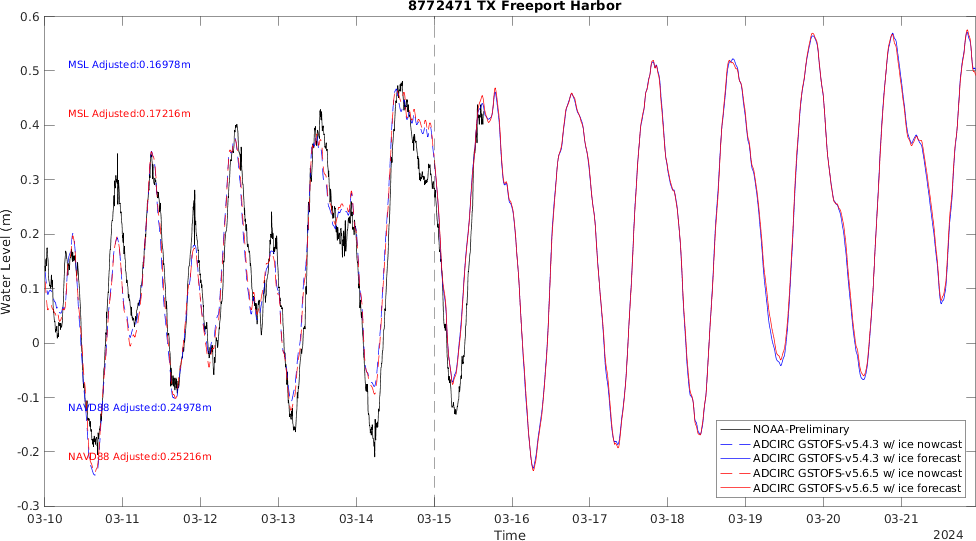 8772471 TX Freeport Harbor
Water Level (m)
0.6
0.5
0.4
0.3
0.2
0.1
0
-0.1
-0.2
-0.3
MSL Adjusted:0.16978m
MSL Adjusted:0.17216m
NAVD88 Adjusted:0.24978m
NAVD88 Adjusted:0.25216m
NOAA-Preliminary
ADCIRC GSTOFS-v5.4.3 w/ ice nowcast
ADCIRC GSTOFS-v5.4.3 w/ ice forecast
ADCIRC GSTOFS-v5.6.5 w/ ice nowcast
ADCIRC GSTOFS-v5.6.5 w/ ice forecast
03-10 03-11 03-12 03-13 03-14 03-15 03-16 03-17 03-18 03-19 03-20 03-21
Time
2024